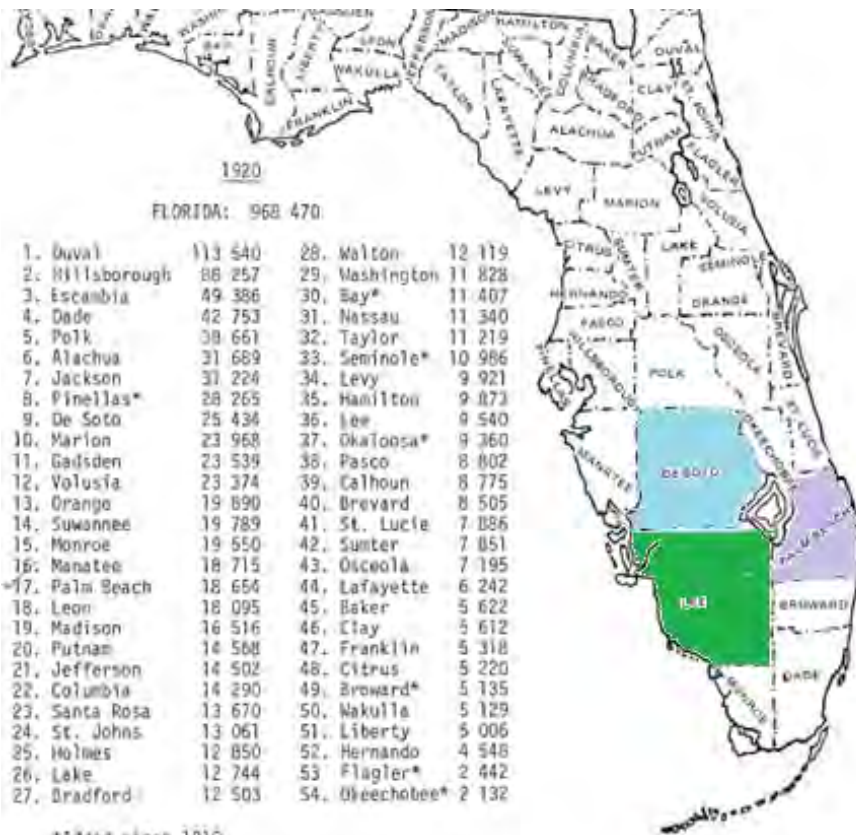 WASHIN
BAY
CALHOUN
LIBERTY
LEON
WAKULLA
FRANKLIN
JEFFERSON
MADISON
TAYLOR
HAMILTON
SUWANNEE
LAFAYETTE
COLUMBIA
BAKER
BRADFORD
DUVAL
CLAY
ST. JOHNS
ALACHUA
PUTNAM
FLAGLER
LEVY
MARION
VOLUSIA
CITRUS
SUMTER
LAKE
SEMINOLE
HERNANDO
ORANGE
PASCO
HILLSBOROUGH
PINELLAS
POLK
OSCEOLA
BREVARD
MANATEE
DE SOTO
OKEECHOBEE
ST. LUCIE
PALM BEACH
LEE
BROWARD
DADE
MONROE
1920
FLORIDA: 968 470
1. Duval 113 540
2. Hillsborough 88 257
3. Escambia 49 386
4. Dade 42 753
5. Polk 38 661
6. Alachua 31 689
7. Jackson 31 224
8. Pinellas* 28 265
9. De Soto 25 434
10. Marion 23 968
11. Gadsden 23 539
12. Volusia 23 374
13. Orange 19 890
14. Suwannee 19 789
15. Monroe 19 550
16. Manatee 18 715
17. Palm Beach 18 654
18. Leon 18 095
19. Madison 16 516
20. Putnam 14 568
21. Jefferson 14 502
22. Columbia 14 290
23. Santa Rosa 13 670
24. St. Johns 13 061
25. Holmes 12 850
26. Lake 12 744
27. Bradford 12 503
28. Walton 12 119
29. Washington 11 828
30. Bay* 11 407
31. Nassau 11 340
32. Taylor 11 219
33. Seminole* 10 986
34. Levy 9 921
35. Hamilton 9 873
36. Lee 9 540
37. Okaloosa* 9 360
38. Pasco 8 802
39. Calhoun 8 775
40. Brevard 8 505
41. St. Lucie 7 886
42. Sumter 7 851
43. Osceola 7 195
44. Lafayette 6 242
45. Baker 5 622
46. Clay 5 612
47. Franklin 5 318
48. Citrus 5 220
49. Broward* 5 135
50. Wakulla 5 129
51. Liberty 5 006
52. Hernando 4 548
53 Flagler* 2 442
54. Okeechobee* 2 132
since 1910